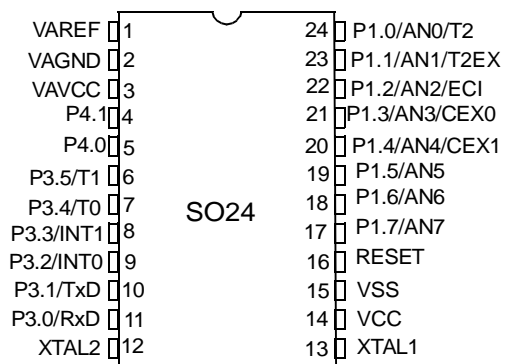 VAREF 1 24 P1.0/AN0/T2
VAGND 2 23 P1.1/AN1/T2EX
VAVCC 3 22 P1.2/AN2/ECI
P4.1 4 21 P1.3/AN3/CEX0
P4.0 5 20 P1.4/AN4/CEX1
P3.5/T1 6 19 P1.5/AN5
P3.4/T0 7 SO24 18 P1.6/AN6
P3.3/INT1 8 17 P1.7/AN7
P3.2/INT0 9 16 RESET
P3.1/TxD 10 15 VSS
P3.0/RxD 11 14 VCC
XTAL2 12 13 XTAL1